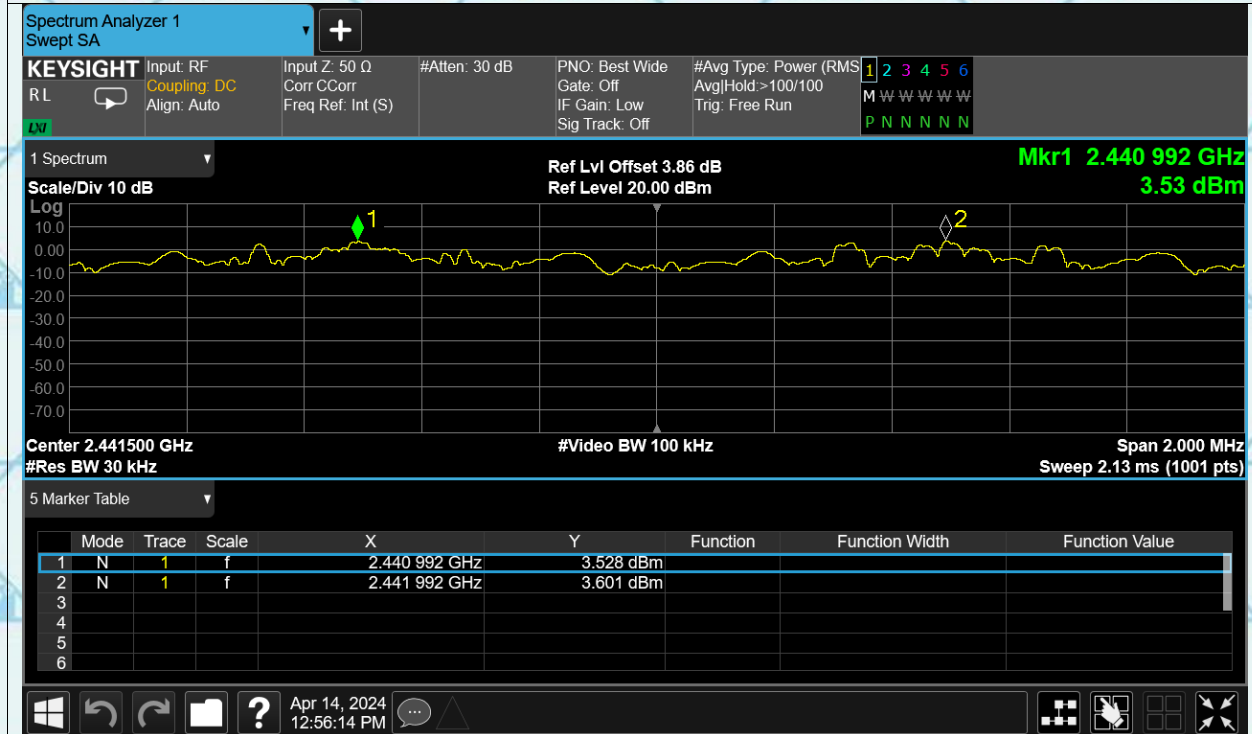 Spectrum Analyzer 1
Swept SA
+
KEYSIGHT
RL
LXI
Input: RF
Coupling: DC
Align: Auto
Input Z: 50 Ω
Corr CCorr
Freq Ref: Int (S)
#Atten: 30 dB
PNO: Best Wide
Gate: Off
IF Gain: Low
Sig Track: Off
#Avg Type: Power (RMS
Avg|Hold:>100/100
Trig: Free Run
1 2 3 4 5 6
M W W W W W
P N N N N N
1 Spectrum
Scale/Div 10 dB
Ref Lvl Offset 3.86 dB
Ref Level 20.00 dBm
Mkr1 2.440 992 GHz
3.53 dBm
Log
10.0
0.00
-10.0
-20.0
-30.0
-40.0
-50.0
-60.0
-70.0
1
2
Center 2.441500 GHz
#Res BW 30 kHz
#Video BW 100 kHz
Span 2.000 MHz
Sweep 2.13 ms (1001 pts)
5 Marker Table
Mode Trace Scale X Y Function Function Width Function Value
1 N 1 f 2.440 992 GHz 3.528 dBm
2 N 1 f 2.441 992 GHz 3.601 dBm
3
4
5
6
?
Apr 14, 2024
12:56:14 PM